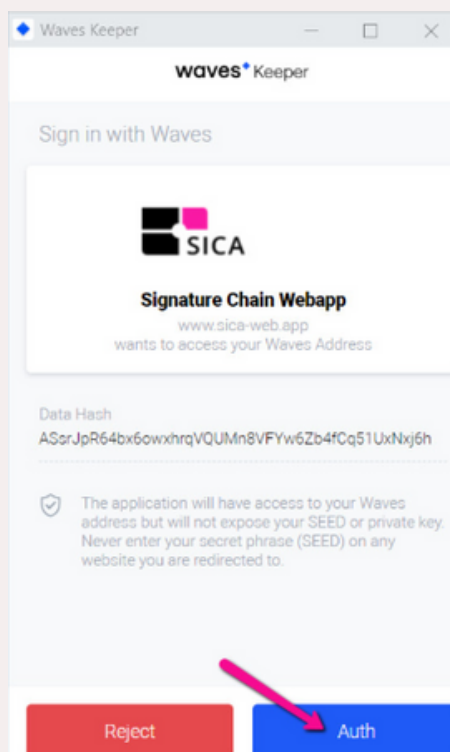 Waves Keeper
waves Keeper
Sign in with Waves
SICA
Signature Chain Webapp
www.sica-web.app
wants to access your Waves Address
Data Hash
ASsrJpR64bx6owxhrqVQUMn8VFYw6Zb4fCq51UxNxj6h
The application will have access to your Waves
address but will not expose your SEED or private key.
Never enter your secret phrase (SEED) on any
website you are redirected to.
Reject
Auth